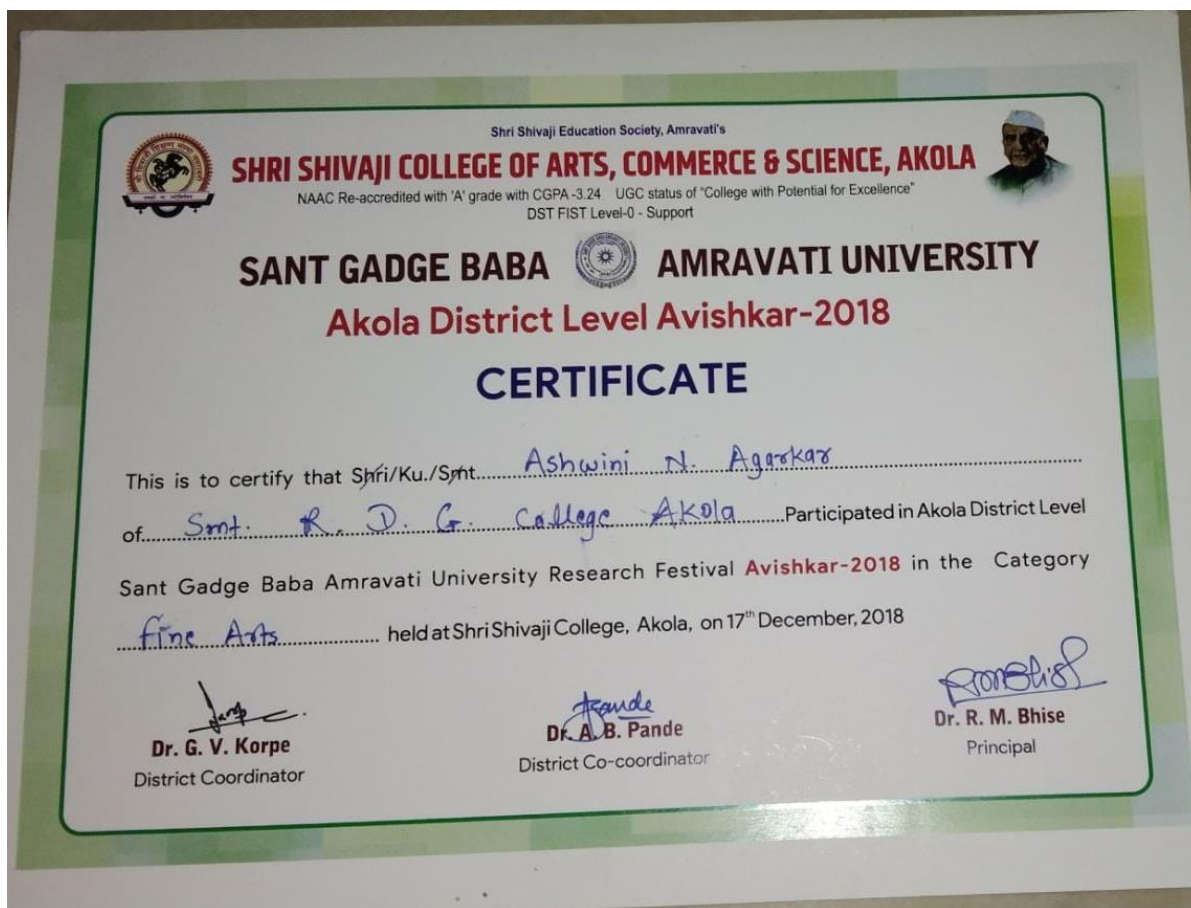 Shri Shivaji Education Society, Amravati's
SHRI SHIVAJI COLLEGE OF ARTS, COMMERCE & SCIENCE, AKOLA
NAAC Re-accredited with 'A' grade with CGPA -3.24 UGC status of "College with Potential for Excellence"
DST FIST Level-0 - Support
SANT GADGE BABA AMRAVATI UNIVERSITY
Akola District Level Avishkar-2018
CERTIFICATE
This is to certify that Shri/Ku./Smt. Ashwini N. Agarkar
of Smt. R. D. G. College Akola Participated in Akola District Level
Sant Gadge Baba Amravati University Research Festival Avishkar-2018 in the Category
Fine Arts held at Shri Shivaji College, Akola, on 17th December, 2018
Dr. G. V. Korpe
District Coordinator
Dr. A. B. Pande
District Co-coordinator
Dr. R. M. Bhise
Principal